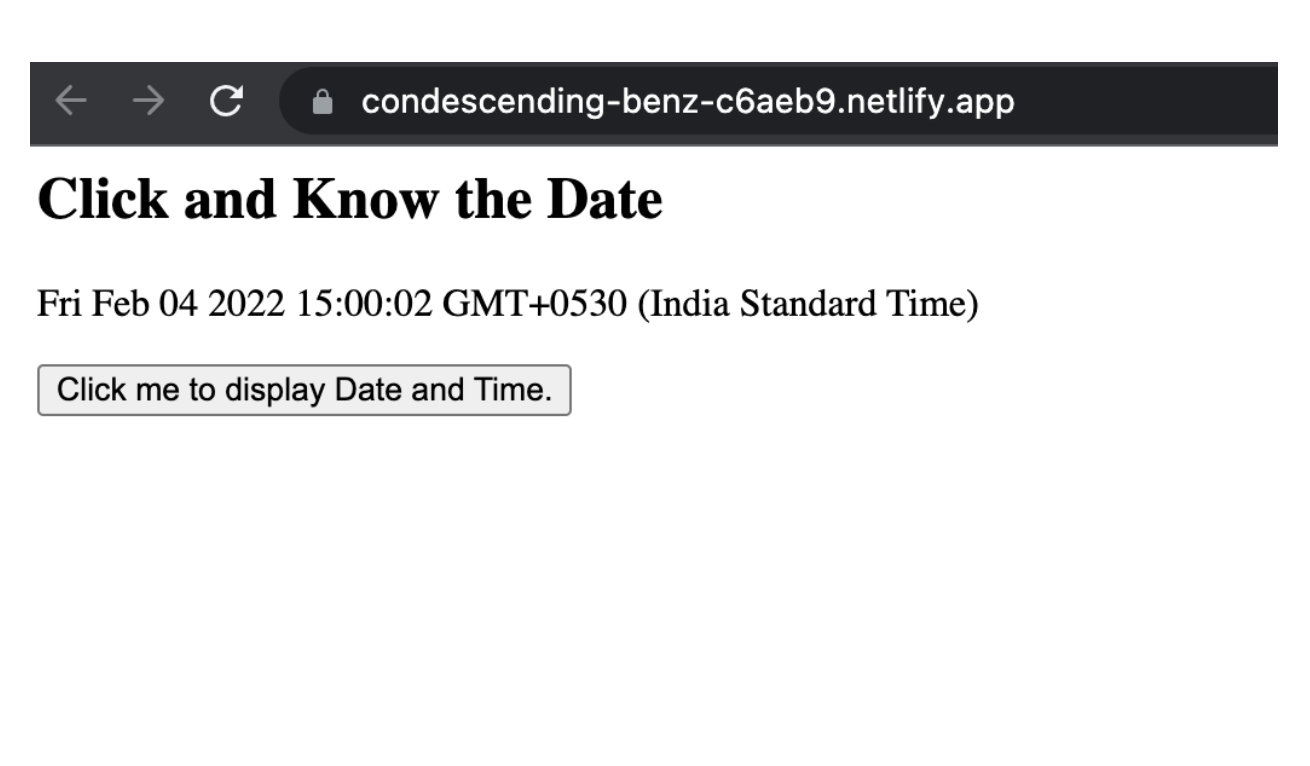 condescending-benz-c6aeb9.netlify.app
Click and Know the Date
Fri Feb 04 2022 15:00:02 GMT+0530 (India Standard Time)
Click me to display Date and Time.